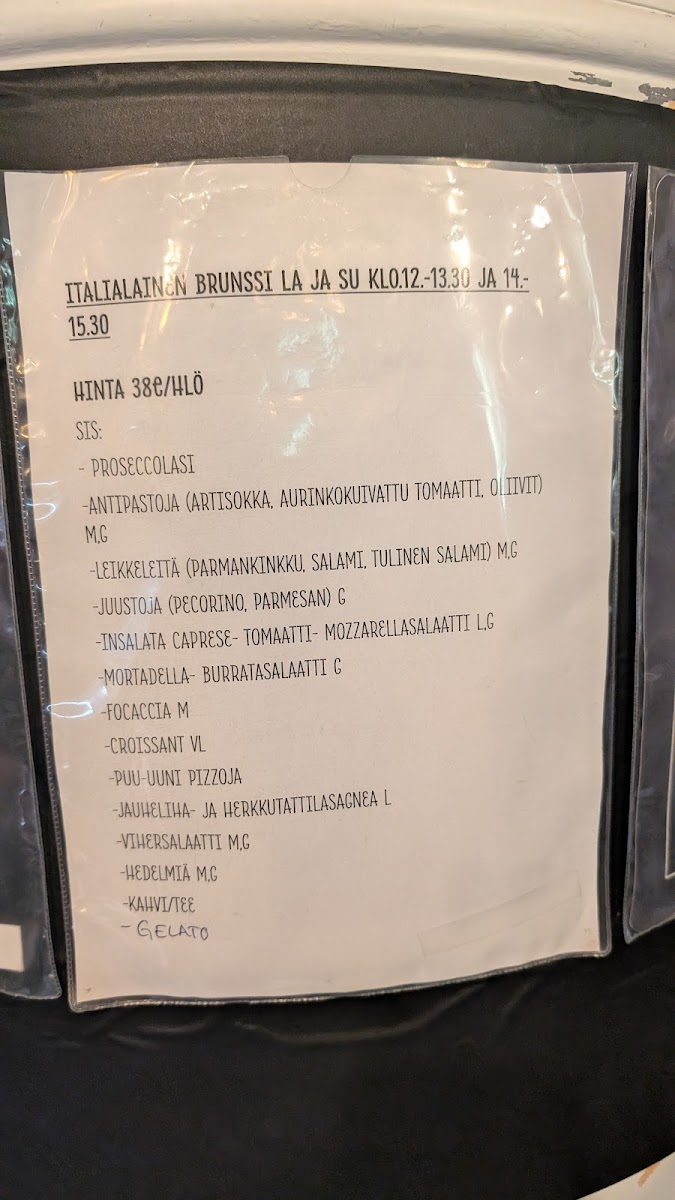 ITALIALAINEN BRUNSSI LA JA SU KLO.12.-13.30 JA 14.-
15.30
HINTA 38€/HLÖ
SIS:
- PROSECCOLASI
-ANTIPASTOJA (ARTISOKKA, AURINKOKUIVATTU TOMAATTI, OLIIVIT)
M,G
-LEIKKELEITÄ (PARMANKINKKU, SALAMI, TULINEN SALAMI) M,G
-JUUSTOJA (PECORINO, PARMESAN) G
-INSALATA CAPRESE- TOMAATTI- MOZZARELLASALAATTI L,G
-MORTADELLA- BURRATASALAATTI G
-FOCACCIA M
-CROISSANT VL
-PUU-UUNI PIZZOJA
-JAUHELIHA- JA HERKKUTATTILASAGNEA L
-VIHERSALAATTI M,G
-HEDELMIÄ M,G
-KAHVI/TEE
- GELATO